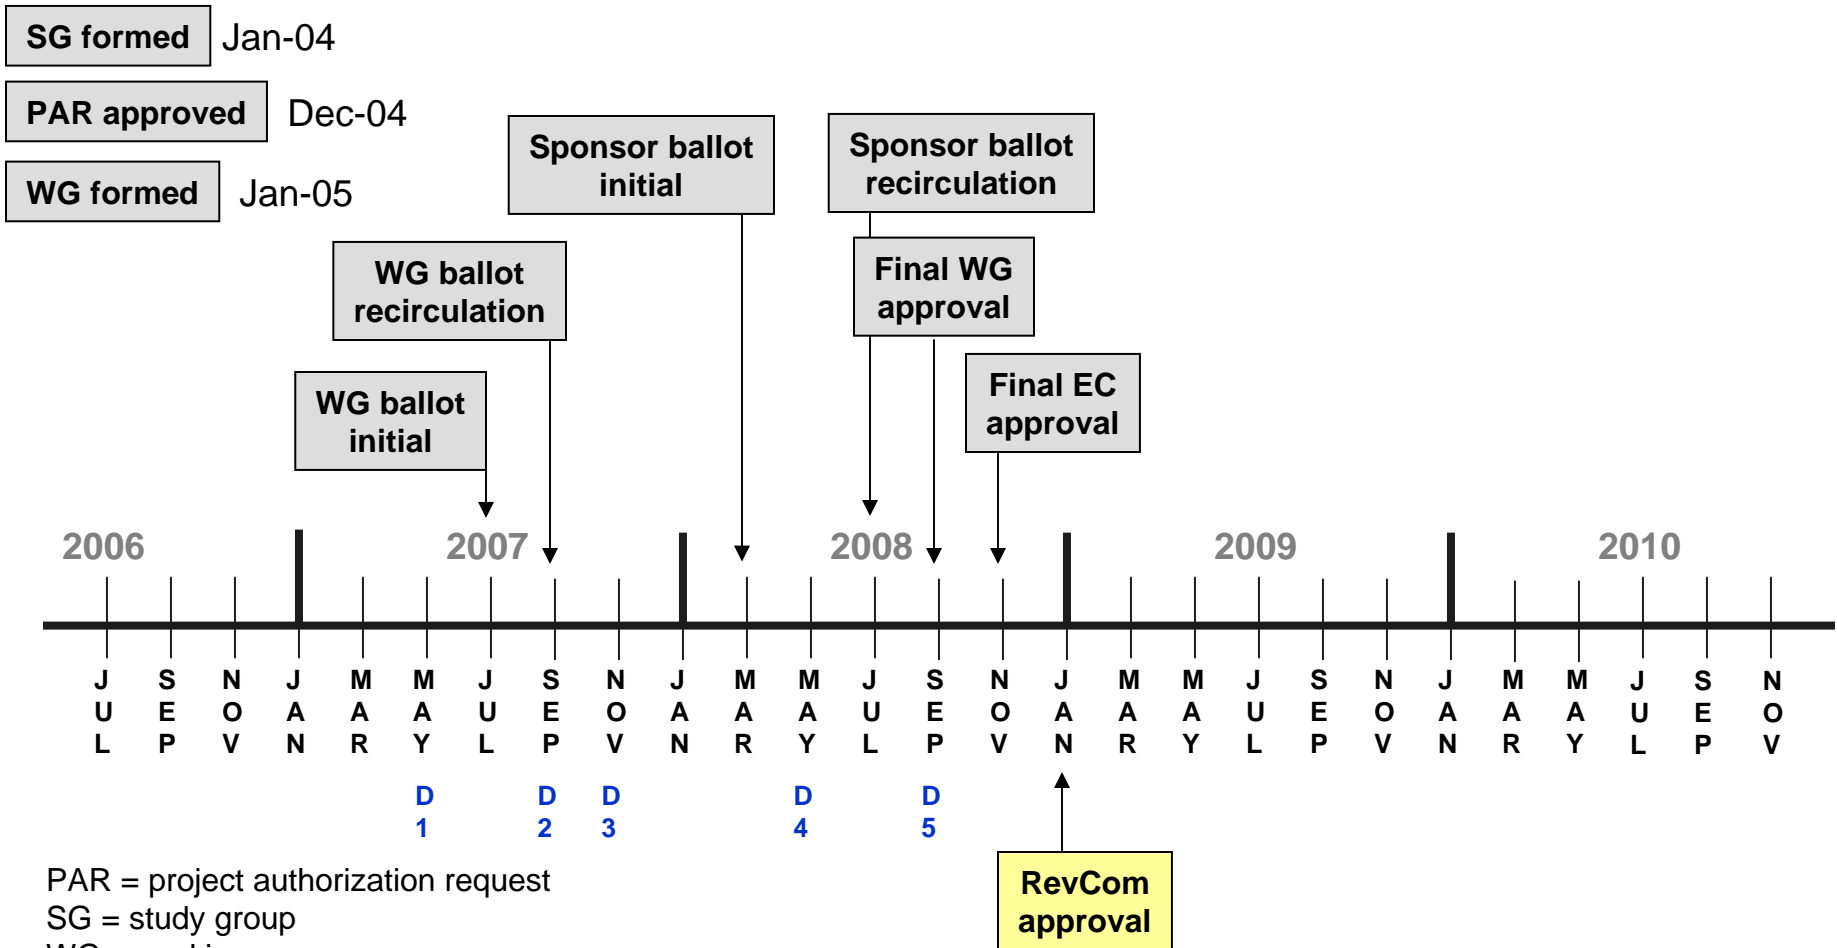 SG formed Jan-04
PAR approved Dec-04
WG formed Jan-05
Sponsor ballot
initial
Sponsor ballot
recirculation
WG ballot
recirculation
Final WG
approval
WG ballot
initial
Final EC
approval
2006 2007 2008 2009 2010
JUL SEP NOV JAN MAR MAY JUL SEP NOV JAN MAR MAY JUL SEP NOV JAN MAR MAY JUL SEP NOV JAN MAR MAY JUL SEP NOV
D1 D2 D3 D4 D5
RevCom
approval
PAR = project authorization request
SG = study group